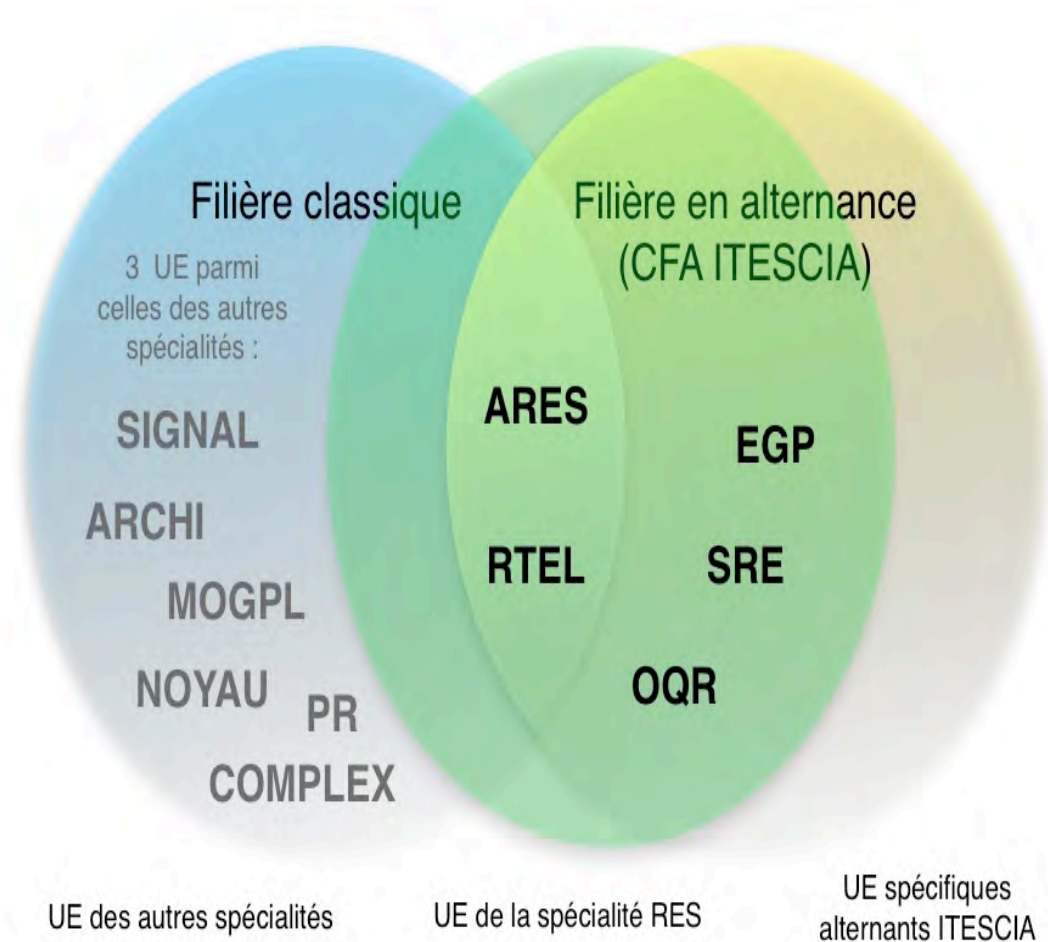 Filière classique
3 UE parmi
celles des autres
spécialités :
SIGNAL
ARCHI
MOGPL
NOYAU
PR
COMPLEX
Filière en alternance
(CFA ITESCIA)
ARES
RTEL
EGP
SRE
OQR
UE des autres spécialités
UE de la spécialité RES
UE spécifiques
alternants ITESCIA